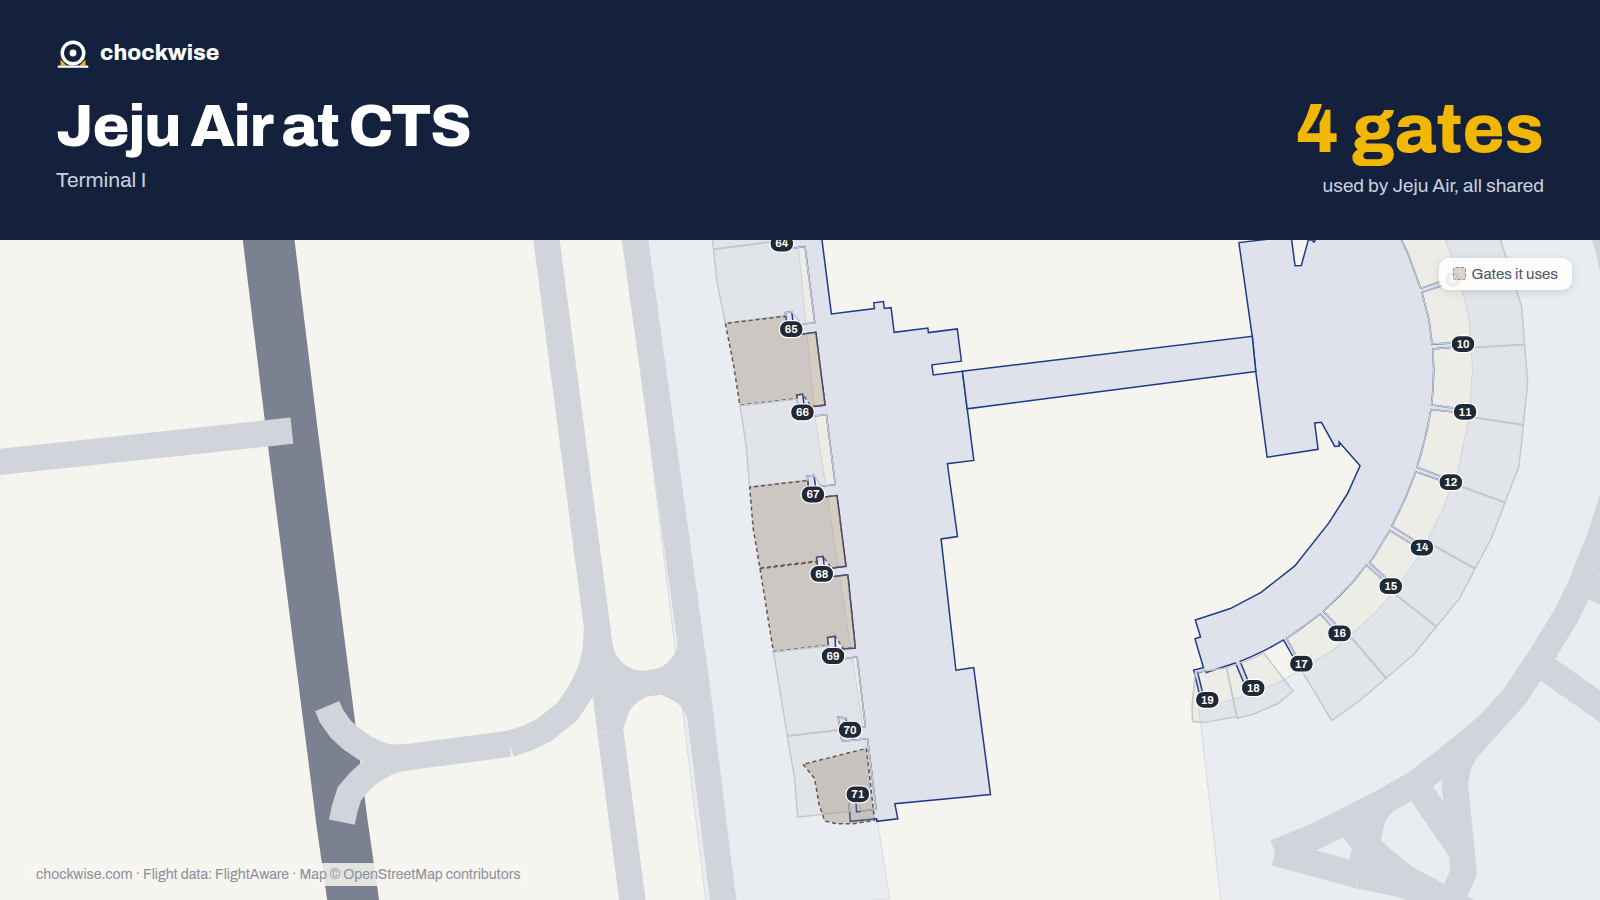 chockwise
Jeju Air at CTS
Terminal I
4 gates
used by Jeju Air, all shared
Gates it uses
64
65
66
67
68
69
70
71
10
11
12
14
15
16
17
18
19
chockwise.com · Flight data: FlightAware · Map © OpenStreetMap contributors